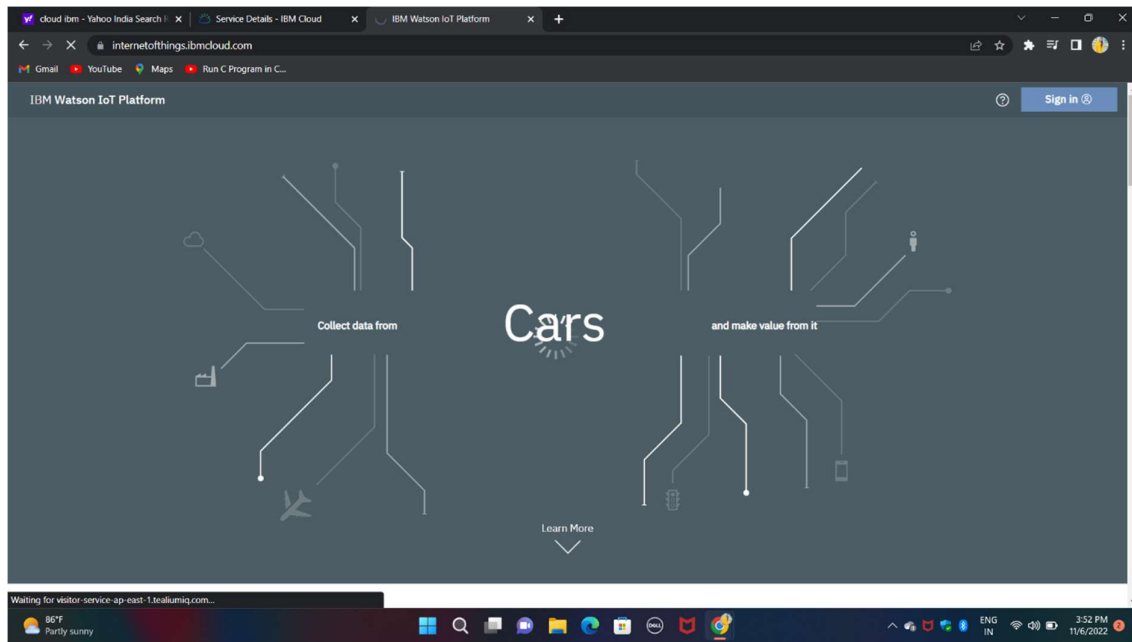 cloud ibm - Yahoo India Search R
Service Details - IBM Cloud
IBM Watson IoT Platform
internetofthings.ibmcloud.com
Gmail
YouTube
Maps
Run C Program in C...
IBM Watson IoT Platform
Sign in
Collect data from
Cars
and make value from it
Learn More
Waiting for visitor-service-ap-east-1.tealiumiq.com...
86°F
Partly sunny
DELL
ENG
IN
3:52 PM
11/6/2022
2